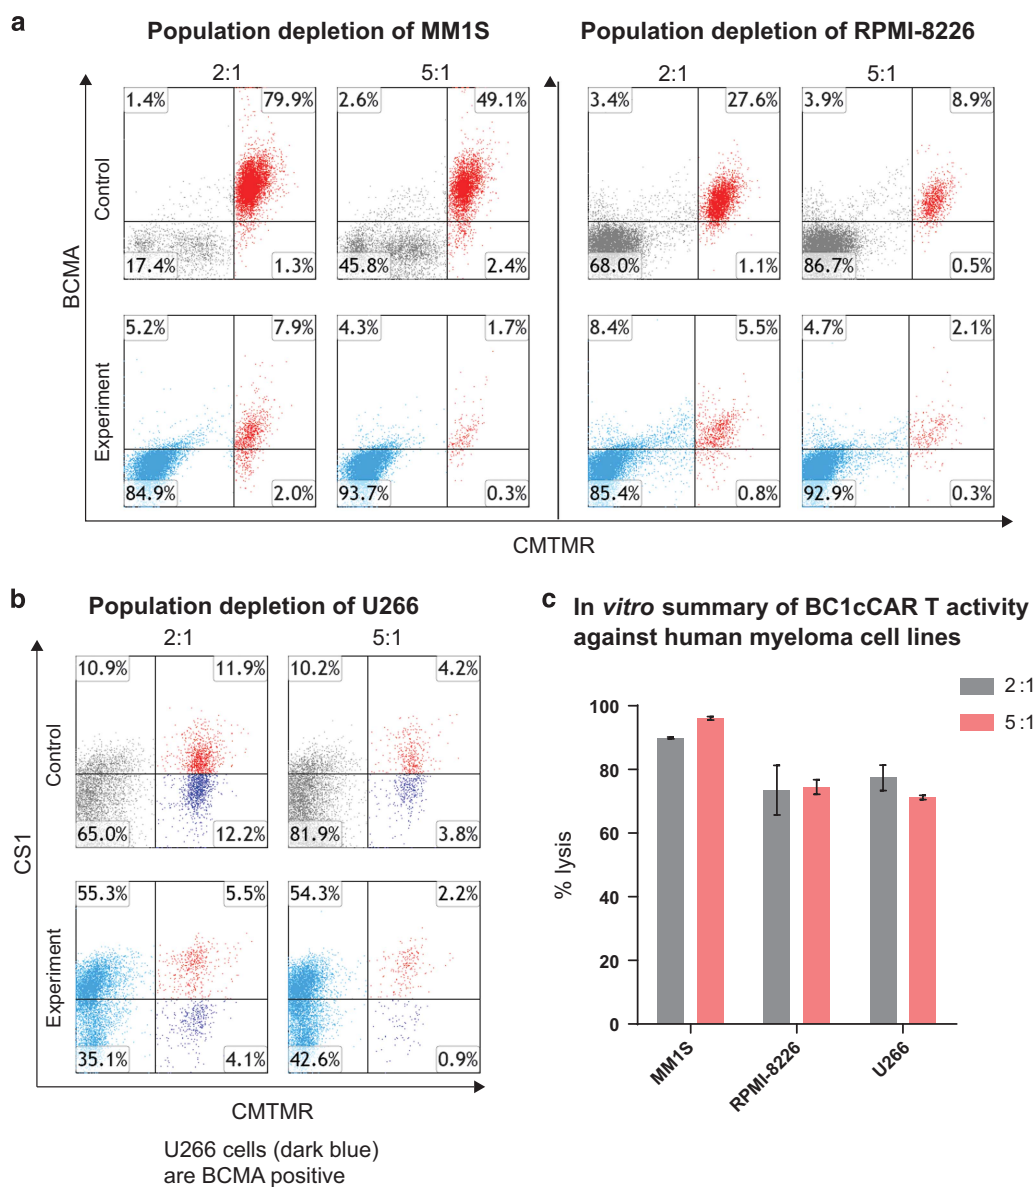 a
Population depletion of MM1S
Population depletion of RPMI-8226
2:1
5:1
2:1
5:1
BCMA
Control
1.4%
79.9%
2.6%
49.1%
3.4%
27.6%
3.9%
8.9%
17.4%
1.3%
45.8%
2.4%
68.0%
1.1%
86.7%
0.5%
Experiment
5.2%
7.9%
4.3%
1.7%
8.4%
5.5%
4.7%
2.1%
84.9%
2.0%
93.7%
0.3%
85.4%
0.8%
92.9%
0.3%
CMTMR
b
Population depletion of U266
2:1
5:1
CS1
Control
10.9%
11.9%
10.2%
4.2%
65.0%
12.2%
81.9%
3.8%
Experiment
55.3%
5.5%
54.3%
2.2%
35.1%
4.1%
42.6%
0.9%
CMTMR
U266 cells (dark blue)
are BCMA positive
c
In vitro summary of BC1cCAR T activity
against human myeloma cell lines
2:1
5:1
% lysis
100
80
60
40
20
0
MM1S
RPMI-8226
U266